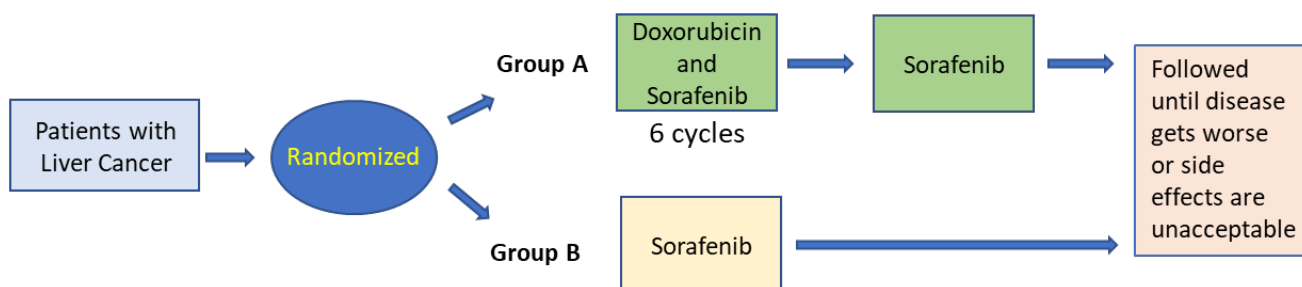 Patients with
Liver Cancer
Randomized
Group A
Doxorubicin
and
Sorafenib
6 cycles
Sorafenib
Group B
Sorafenib
Followed
until disease
gets worse
or side
effects are
unacceptable